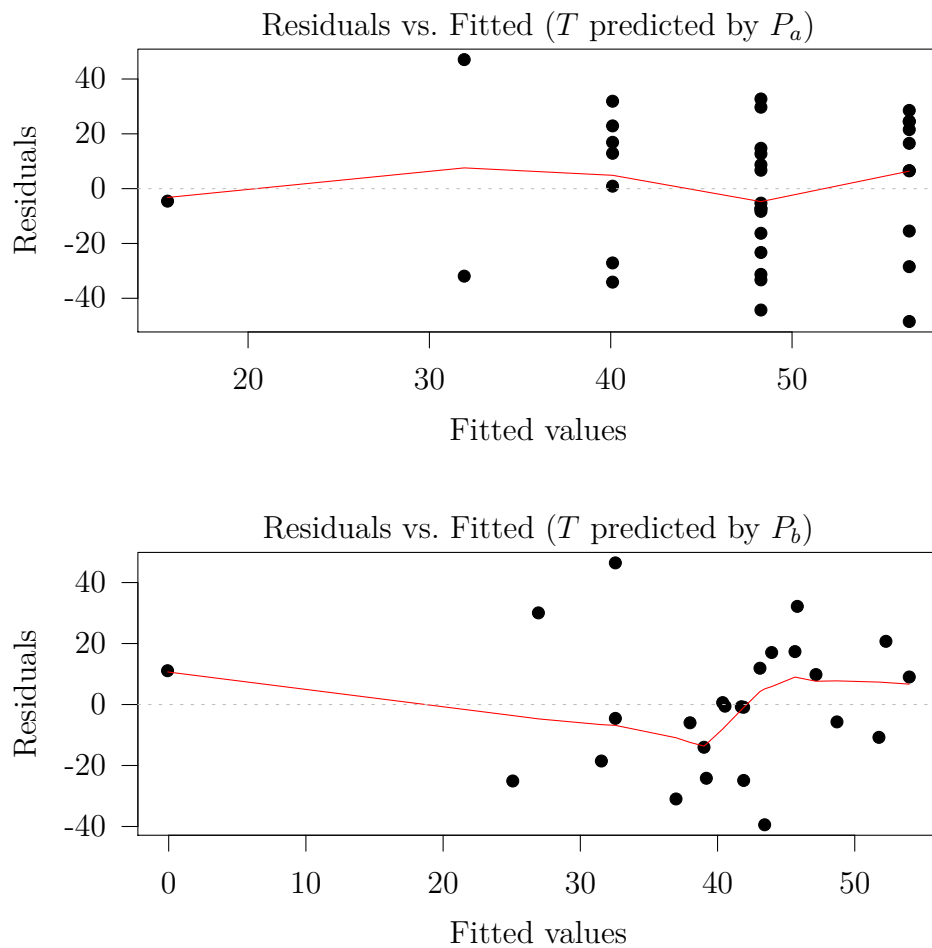 Residuals vs. Fitted (T predicted by P_a)
40
20
0
-20
-40
Residuals
20 30 40 50
Fitted values
Residuals vs. Fitted (T predicted by P_b)
40
20
0
-20
-40
Residuals
0 10 20 30 40 50
Fitted values